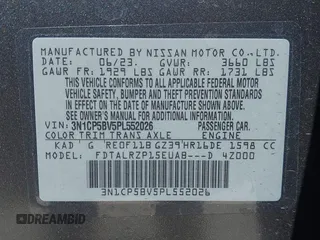 MANUFACTURED BY NISSAN MOTOR CO.,LTD.
DATE: 06/23. GVWR: 3660 LBS
GAWR FR: 1929 LBS GAWR RR: 1731 LBS
THIS VEHICLE CONFORMS TO ALL APPLICABLE FEDERAL MOTOR
VEHICLE SAFETY, BUMPER AND THEFT PREVENTION STANDARDS
IN EFFECT ON THE DATE OF MANUFACTURE SHOWN ABOVE.
SEE OWNER'S MANUAL FOR ADDITIONAL INFORMATION
VIN: 3N1CP5BV5PL552026 PASSENGER CAR.
COLOR TRIM TRANS AXLE ENGINE
KAD G RE0F11B GZ39 HR16DE 1598 CC
FDTALRZP15EUAB---D 4Z000
3N1CP5BV5PL552026
© DREAMBID